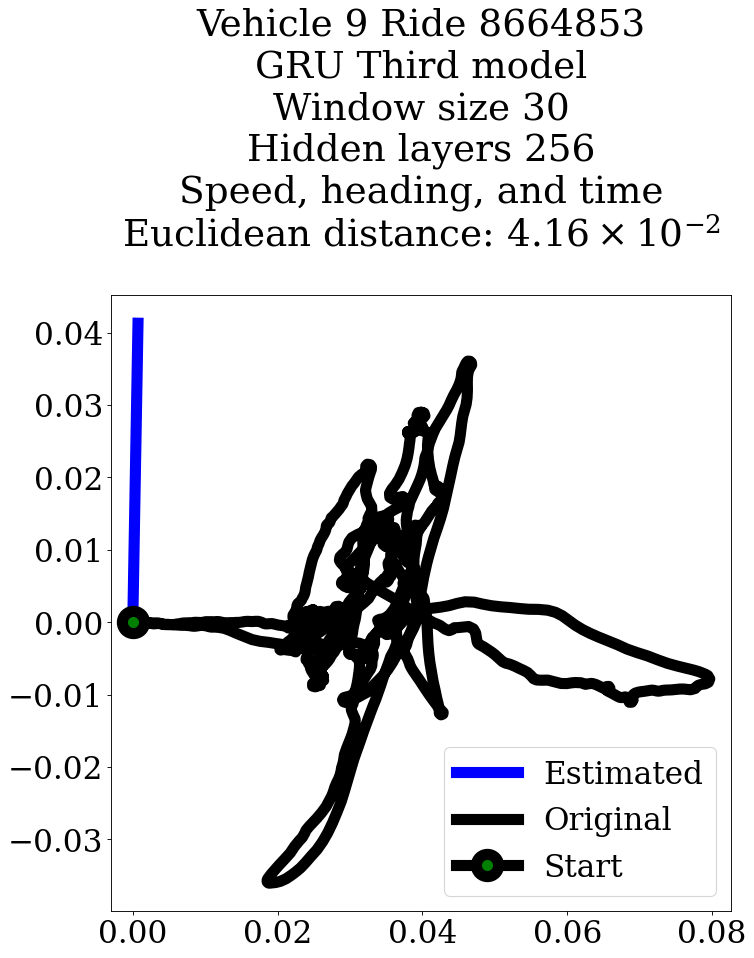 Vehicle 9 Ride 8664853
GRU Third model
Window size 30
Hidden layers 256
Speed, heading, and time
Euclidean distance: 4.16 × 10⁻²
0.04
0.03
0.02
0.01
0.00
−0.01
−0.02
−0.03
Estimated
Original
Start
0.00 0.02 0.04 0.06 0.08